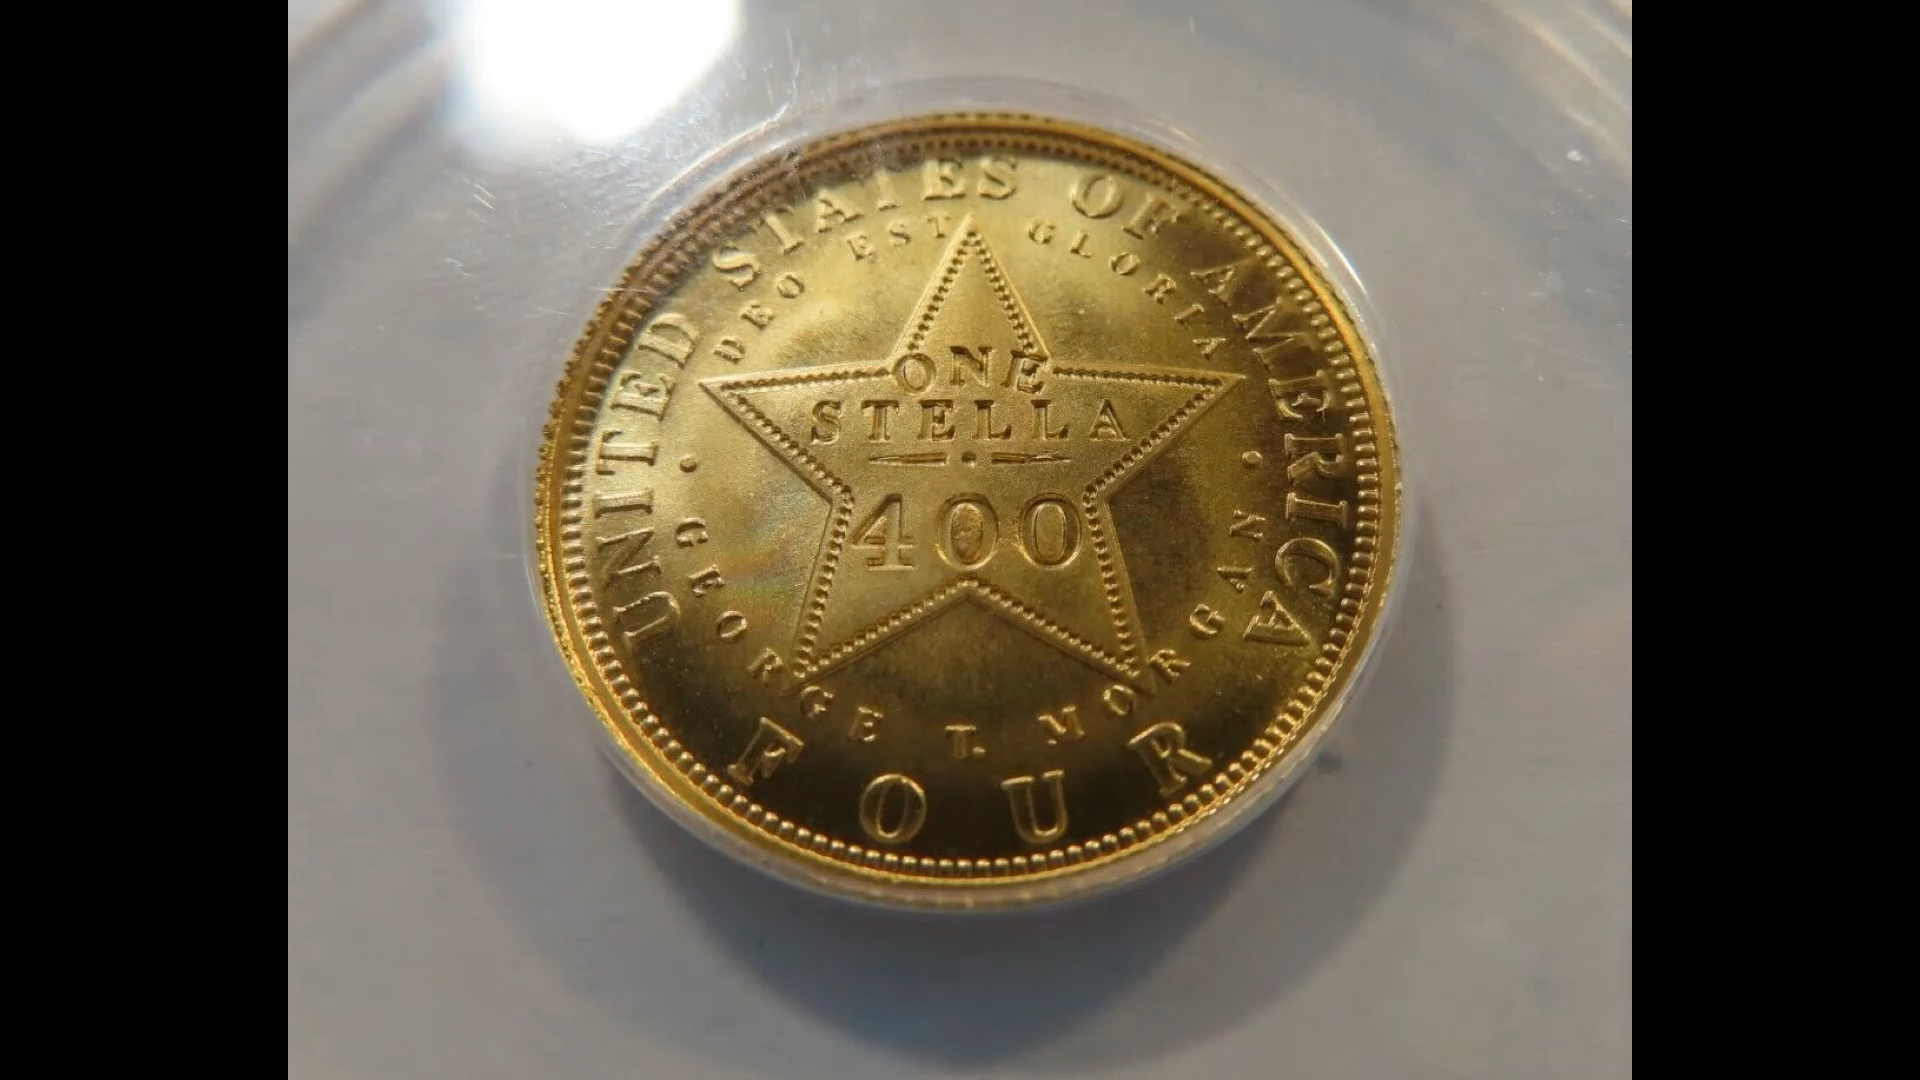 UNITED STATES OF AMERICA
DEO EST GLORIA
ONE
STELLA
400
• GEORGE T. MORGAN •
FOUR